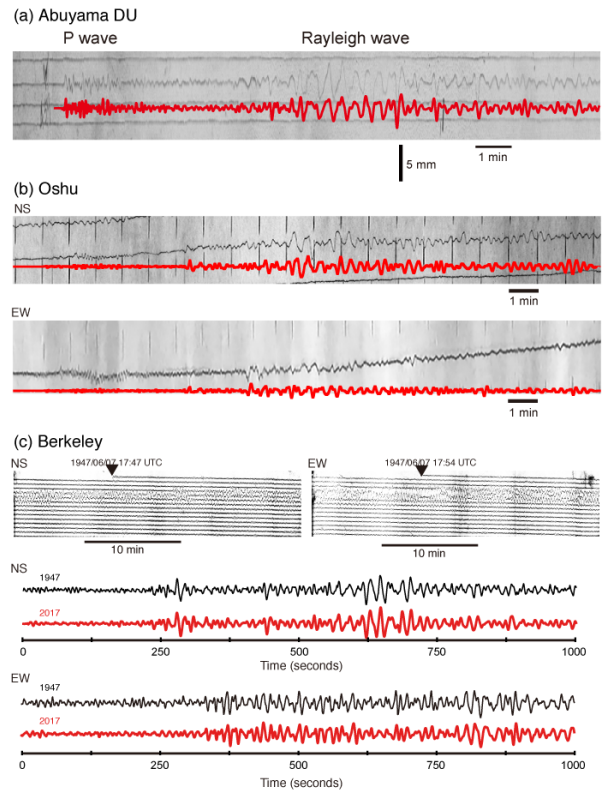 (a) Abuyama DU
P wave Rayleigh wave
1 min
5 mm
(b) Oshu
NS
1 min
EW
1 min
(c) Berkeley
NS 1947/06/07 17:47 UTC EW 1947/06/07 17:54 UTC
10 min 10 min
NS
1947
2017
0 250 500 750 1000
Time (seconds)
EW
1947
2017
0 250 500 750 1000
Time (seconds)